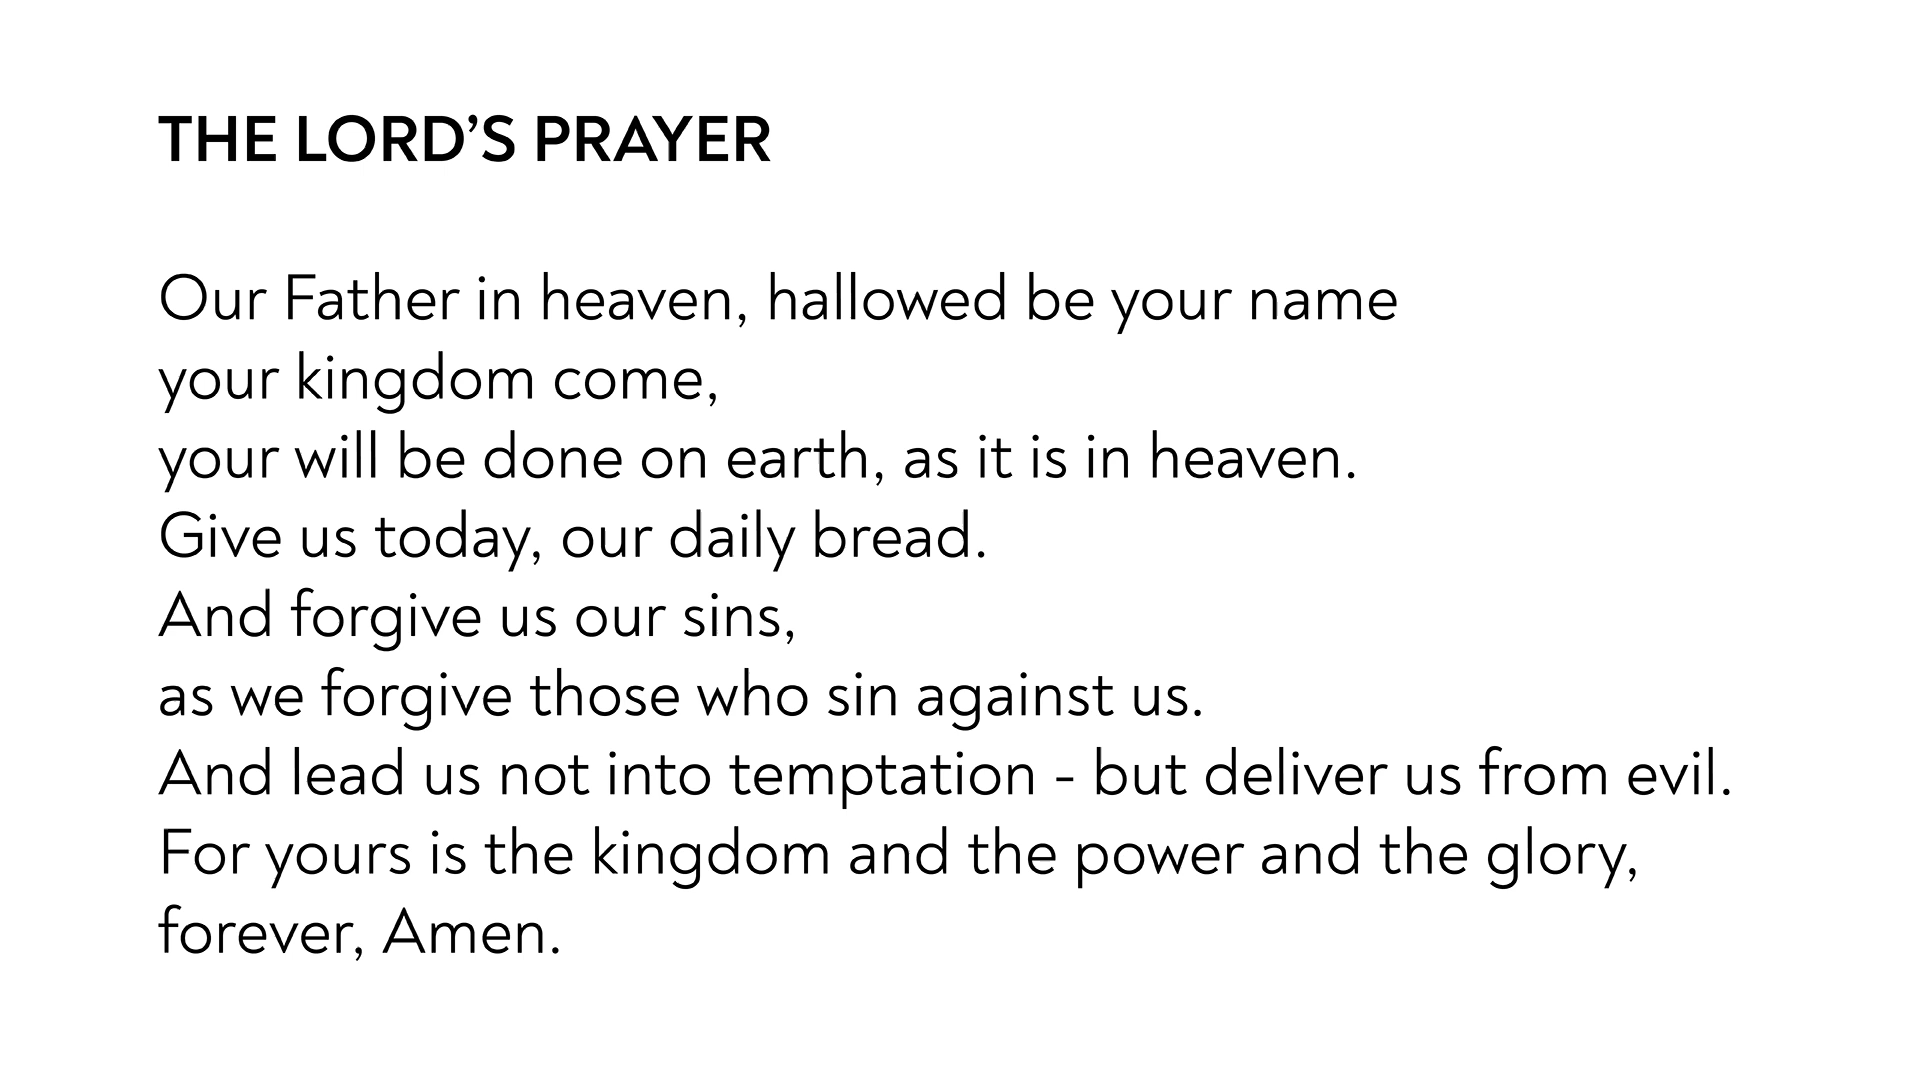 THE LORD’S PRAYER
Our Father in heaven, hallowed be your name
your kingdom come,
your will be done on earth, as it is in heaven.
Give us today, our daily bread.
And forgive us our sins,
as we forgive those who sin against us.
And lead us not into temptation - but deliver us from evil.
For yours is the kingdom and the power and the glory,
forever, Amen.